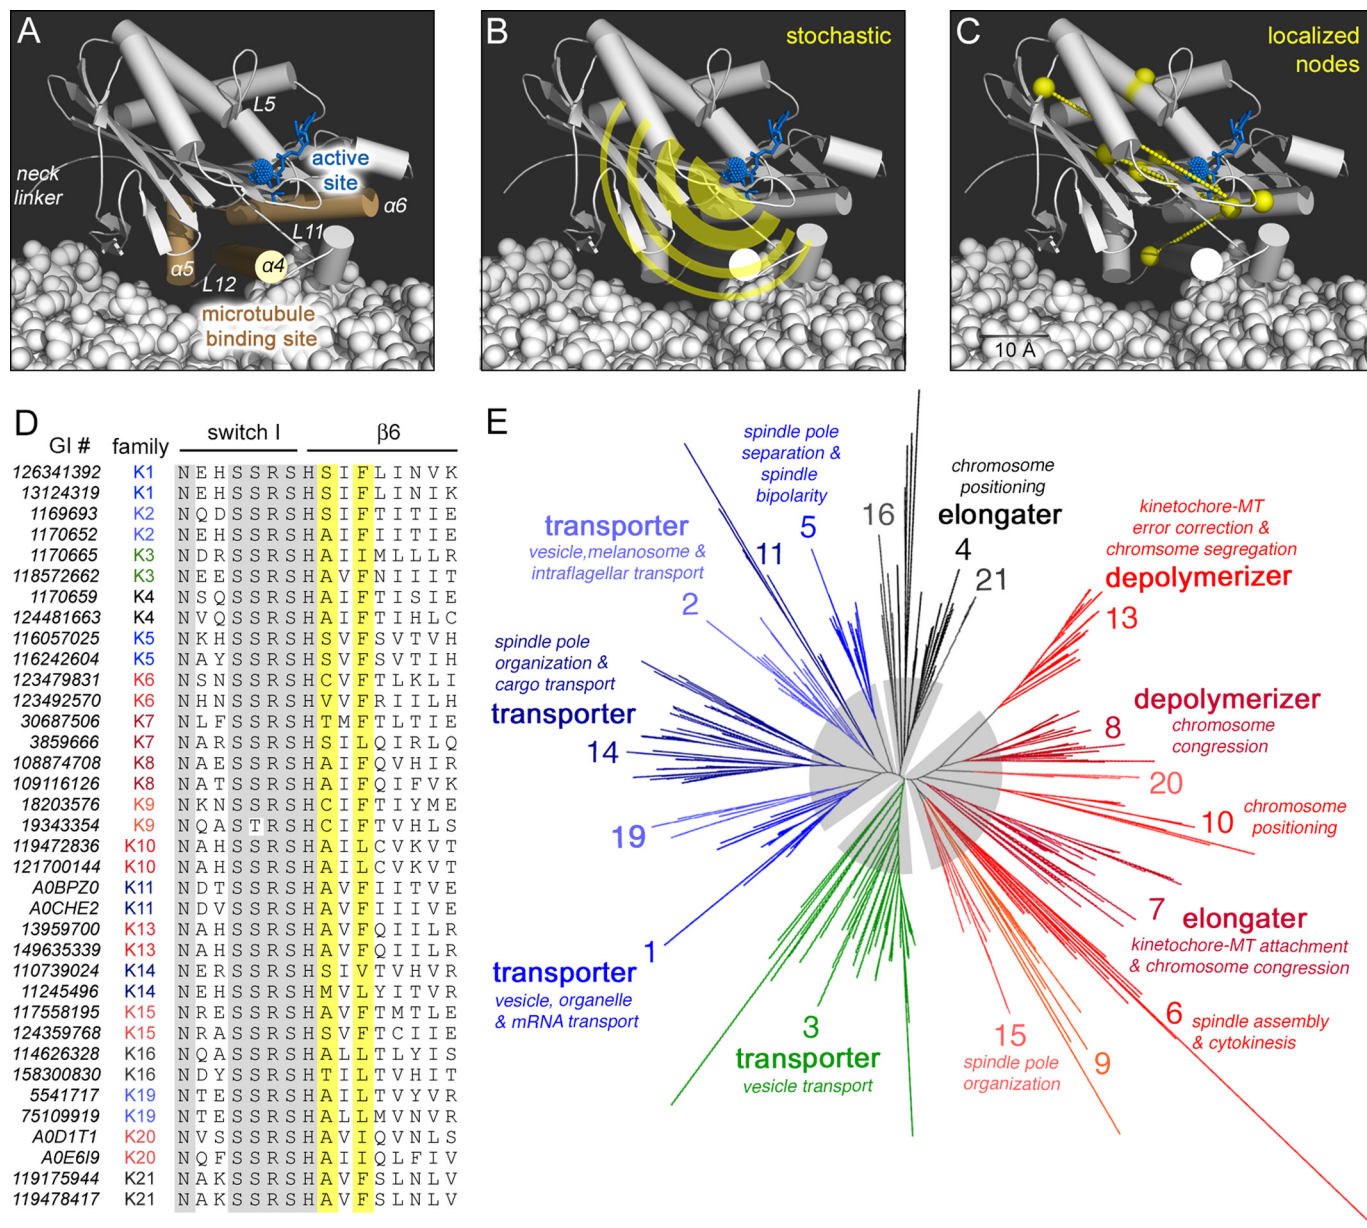 A
L5
active
site
neck
linker
α6
L11
α5
α4
L12
microtubule
binding site
B
stochastic
C
localized
nodes
10 Å
D
GI # family switch I β6
126341392 K1 NEHSSRSHSIFLINVK
13124319 K1 NEHSSRSHSIFLINIK
1169693 K2 NQDSSRSHSIFTITIE
1170652 K2 NQDSSRSHAIFIITIE
1170665 K3 NDRSSRSHAIIMLLLR
118572662 K3 NEESSRSHAVFNIIIT
1170659 K4 NSQSSRSHAIFTISIE
124481663 K4 NVQSSRSHAIFTIHLC
116057025 K5 NKHSSRSHSVFSVTVH
116242604 K5 NAYSSRSHSVFSVTIH
123479831 K6 NSNSSRSHCVFTLKLI
123492570 K6 NHNSSRSHVVFRIILH
30687506 K7 NLFSSRSHTMFTLTIE
3859666 K7 NARSSRSHSILQIRLQ
108874708 K8 NAESSRSHAIFQVHIR
109116126 K8 NATSSRSHAIFQIFVK
18203576 K9 NKNSSRSHCIFTIYME
19343354 K9 NQASTRSHCIFTVHLS
119472836 K10 NAHSSRSHAILCVKVT
121700144 K10 NAHSSRSHAILCVKVT
A0BPZ0 K11 NDTSSRSHAVFIITVE
A0CHE2 K11 NDVSSRSHAVFIIIVE
13959700 K13 NAHSSRSHAVFQIILR
149635339 K13 NAHSSRSHAVFQIILR
110739024 K14 NERSSRSHSIVTVHVR
11245496 K14 NEHSSRSHMVLYITVR
117558195 K15 NRESSRSHAVFTMTLE
124359768 K15 NRASSRSHSVFTCIIE
114626328 K16 NQASSRSHALLTLYIS
158300830 K16 NDYSSRSHTILTVHIT
5541717 K19 NTESSRSHAILTVYVR
75109919 K19 NTESSRSHALLMVNVR
A0D1T1 K20 NVSSSRSHAVIQVNLS
A0E6I9 K20 NQFSSRSHAIIQLFIV
119175944 K21 NAKSSRSHAVFSLNLV
119478417 K21 NAKSSRSHAVFSLNLV
E
spindle pole
separation &
spindle
bipolarity
5
16
chromosome
positioning
elongater
4
21
kinetochore-MT
error correction &
chromsome segregation
depolymerizer
13
transporter
vesicle,melanosome &
intraflagellar transport
2
11
spindle pole
organization &
cargo transport
transporter
14
depolymerizer
8
chromosome
congression
20
10
chromosome
positioning
19
7
elongater
kinetochore-MT attachment
& chromosome congression
1
transporter
vesicle, organelle
& mRNA transport
3
transporter
vesicle transport
15
spindle pole
organization
9
6
spindle assembly
& cytokinesis